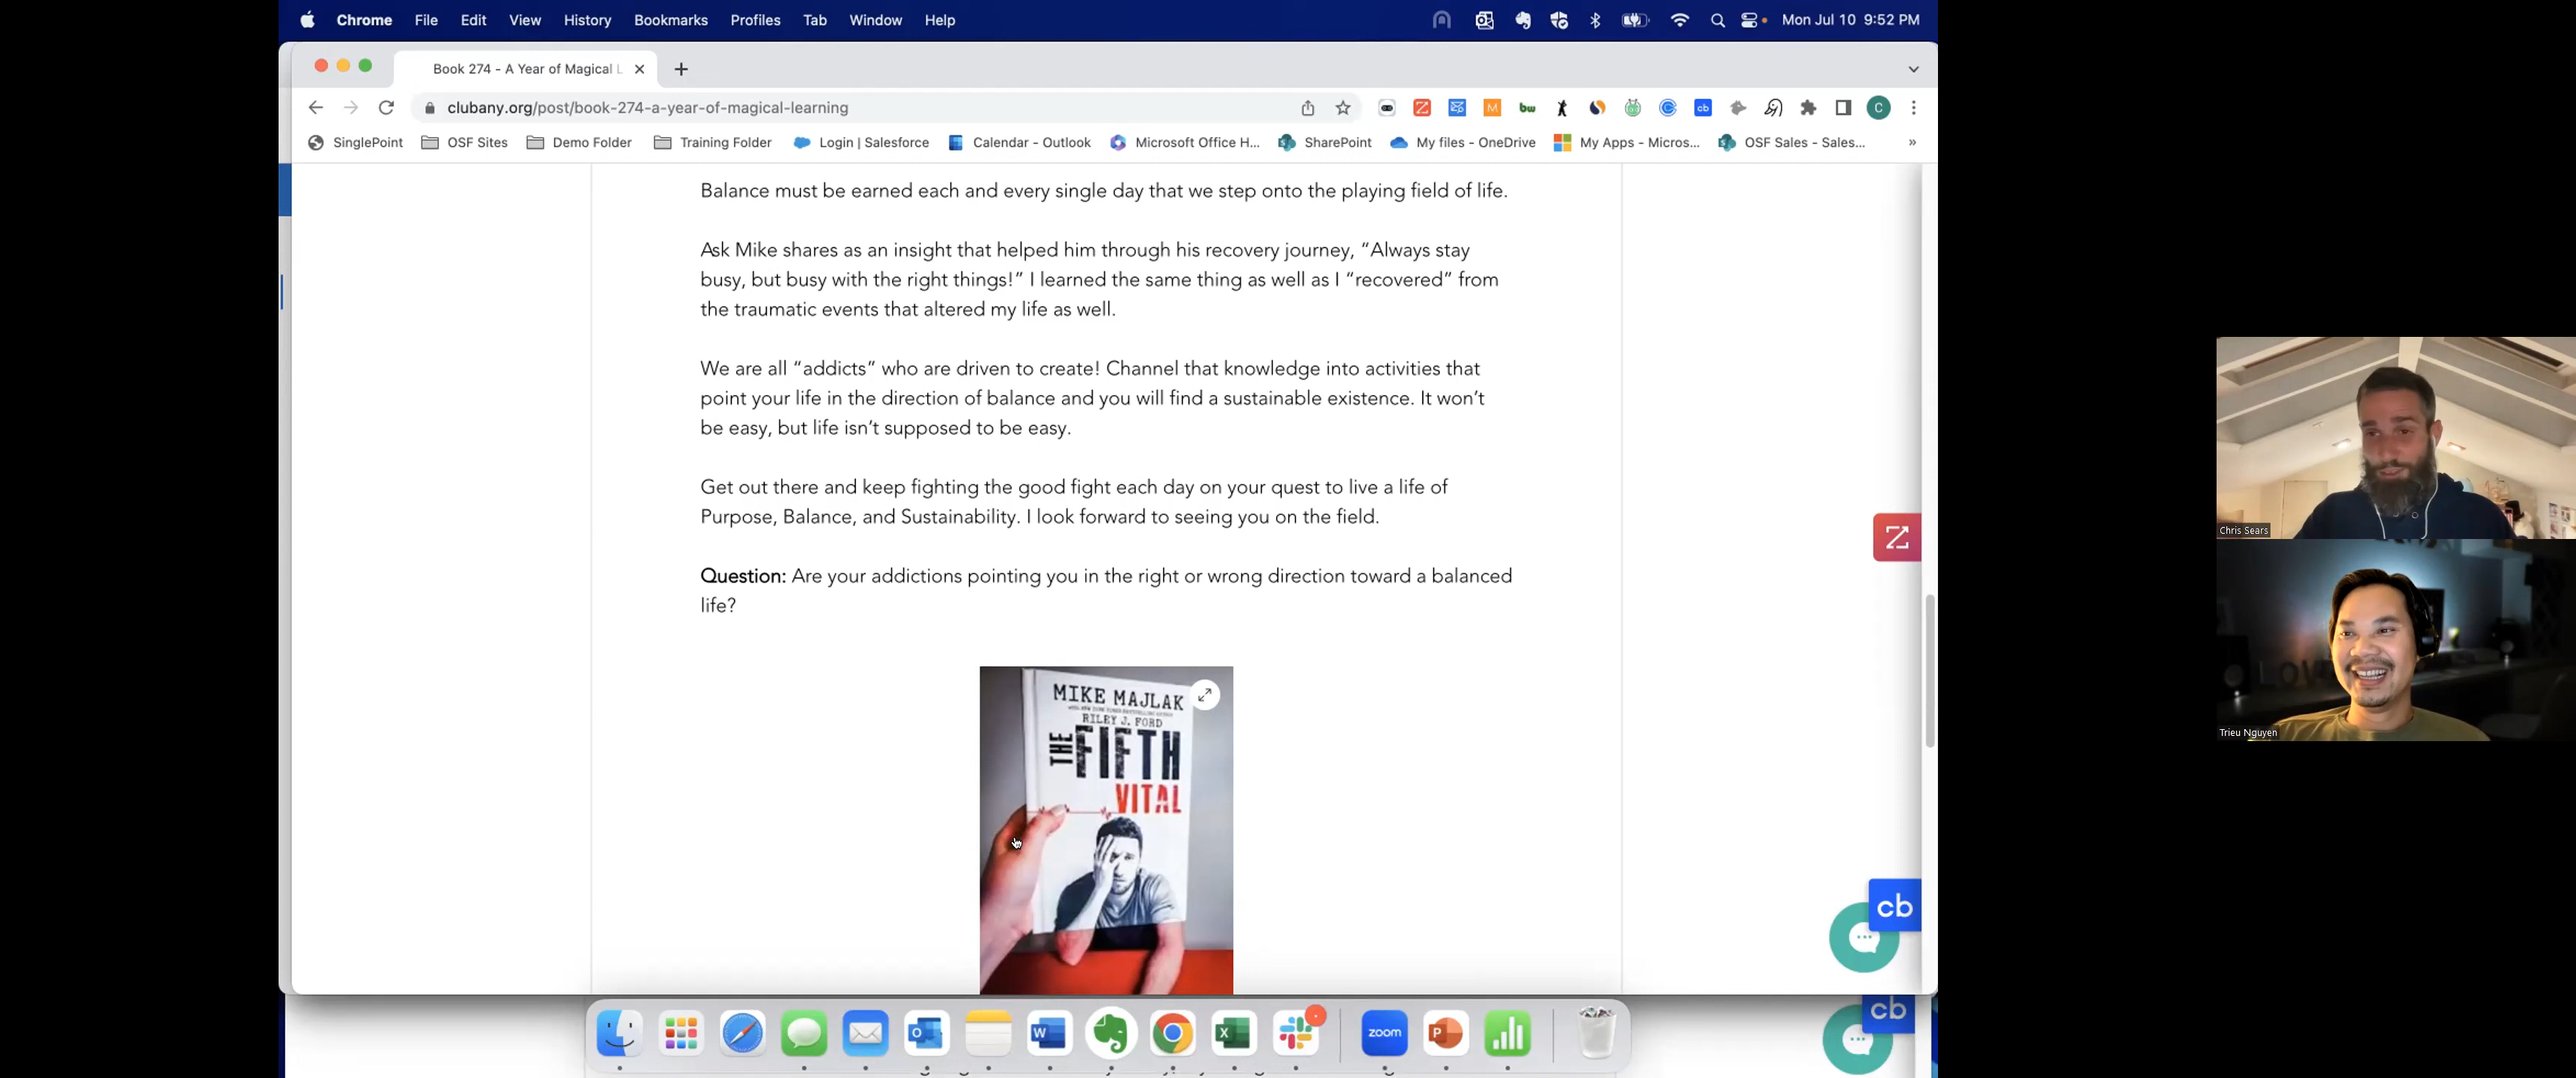 Chrome File Edit View History Bookmarks Profiles Tab Window Help
Mon Jul 10 9:52 PM
Book 274 - A Year of Magical L
clubany.org/post/book-274-a-year-of-magical-learning
M bw cb C
SinglePoint OSF Sites Demo Folder Training Folder Login | Salesforce Calendar - Outlook Microsoft Office H... SharePoint My files - OneDrive My Apps - Micros... OSF Sales - Sales... »
Balance must be earned each and every single day that we step onto the playing field of life.
Ask Mike shares as an insight that helped him through his recovery journey, “Always stay
busy, but busy with the right things!” I learned the same thing as well as I “recovered” from
the traumatic events that altered my life as well.
We are all “addicts” who are driven to create! Channel that knowledge into activities that
point your life in the direction of balance and you will find a sustainable existence. It won’t
be easy, but life isn’t supposed to be easy.
Get out there and keep fighting the good fight each day on your quest to live a life of
Purpose, Balance, and Sustainability. I look forward to seeing you on the field.
Question: Are your addictions pointing you in the right or wrong direction toward a balanced
life?
MIKE MAJLAK
RILEY J. FORD
THE FIFTH
VITAL
cb
cb
O W X zoom P
Chris Sears
LOV
Trieu Nguyen